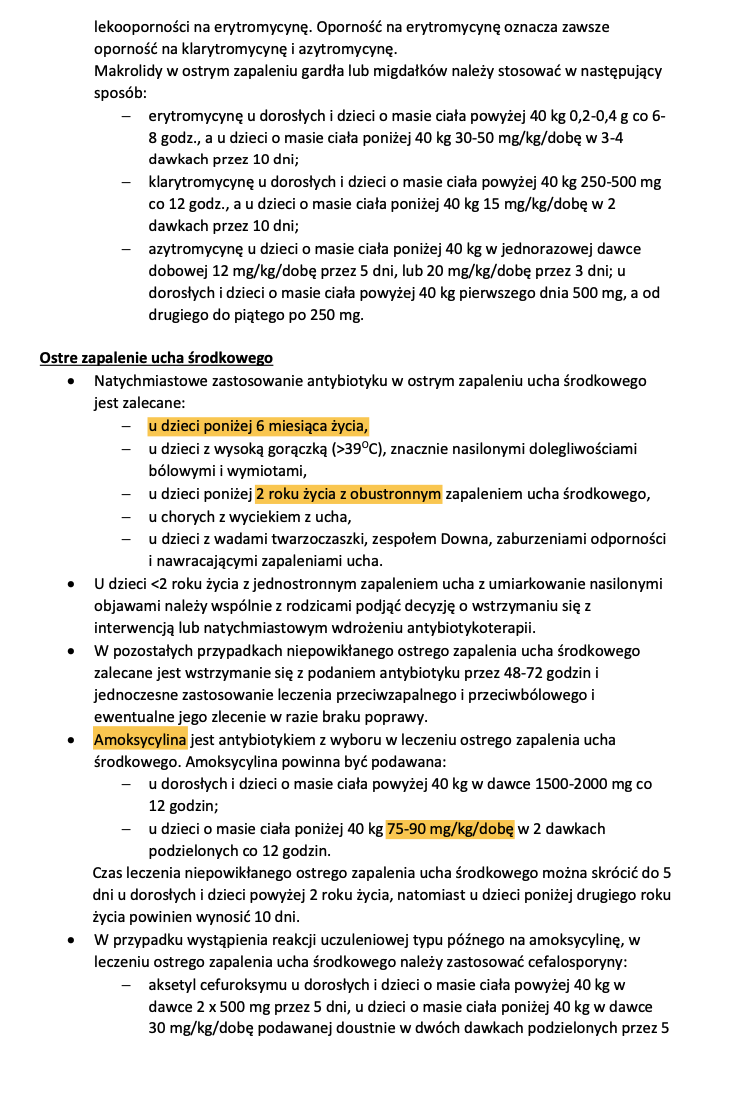 lekooporności na erytromycynę. Oporność na erytromycynę oznacza zawsze
oporność na klarytromycynę i azytromycynę.
Makrolidy w ostrym zapaleniu gardła lub migdałków należy stosować w następujący
sposób:
– erytromycynę u dorosłych i dzieci o masie ciała powyżej 40 kg 0,2-0,4 g co 6-
8 godz., a u dzieci o masie ciała poniżej 40 kg 30-50 mg/kg/dobę w 3-4
dawkach przez 10 dni;
– klarytromycynę u dorosłych i dzieci o masie ciała powyżej 40 kg 250-500 mg
co 12 godz., a u dzieci o masie ciała poniżej 40 kg 15 mg/kg/dobę w 2
dawkach przez 10 dni;
– azytromycynę u dzieci o masie ciała poniżej 40 kg w jednorazowej dawce
dobowej 12 mg/kg/dobę przez 5 dni, lub 20 mg/kg/dobę przez 3 dni; u
dorosłych i dzieci o masie ciała powyżej 40 kg pierwszego dnia 500 mg, a od
drugiego do piątego po 250 mg.
Ostre zapalenie ucha środkowego
• Natychmiastowe zastosowanie antybiotyku w ostrym zapaleniu ucha środkowego
jest zalecane:
– u dzieci poniżej 6 miesiąca życia,
– u dzieci z wysoką gorączką (>39°C), znacznie nasilonymi dolegliwościami
bólowymi i wymiotami,
– u dzieci poniżej 2 roku życia z obustronnym zapaleniem ucha środkowego,
– u chorych z wyciekiem z ucha,
– u dzieci z wadami twarzoczaszki, zespołem Downa, zaburzeniami odporności
i nawracającymi zapaleniami ucha.
• U dzieci <2 roku życia z jednostronnym zapaleniem ucha z umiarkowanie nasilonymi
objawami należy wspólnie z rodzicami podjąć decyzję o wstrzymaniu się z
interwencją lub natychmiastowym wdrożeniu antybiotykoterapii.
• W pozostałych przypadkach niepowikłanego ostrego zapalenia ucha środkowego
zalecane jest wstrzymanie się z podaniem antybiotyku przez 48-72 godzin i
jednoczesne zastosowanie leczenia przeciwzapalnego i przeciwbólowego i
ewentualne jego zlecenie w razie braku poprawy.
• Amoksycylina jest antybiotykiem z wyboru w leczeniu ostrego zapalenia ucha
środkowego. Amoksycylina powinna być podawana:
– u dorosłych i dzieci o masie ciała powyżej 40 kg w dawce 1500-2000 mg co
12 godzin;
– u dzieci o masie ciała poniżej 40 kg 75-90 mg/kg/dobę w 2 dawkach
podzielonych co 12 godzin.
Czas leczenia niepowikłanego ostrego zapalenia ucha środkowego można skrócić do 5
dni u dorosłych i dzieci powyżej 2 roku życia, natomiast u dzieci poniżej drugiego roku
życia powinien wynosić 10 dni.
• W przypadku wystąpienia reakcji uczuleniowej typu późnego na amoksycylinę, w
leczeniu ostrego zapalenia ucha środkowego należy zastosować cefalosporyny:
– aksetyl cefuroksymu u dorosłych i dzieci o masie ciała powyżej 40 kg w
dawce 2 x 500 mg przez 5 dni, u dzieci o masie ciała poniżej 40 kg w dawce
30 mg/kg/dobę podawanej doustnie w dwóch dawkach podzielonych przez 5